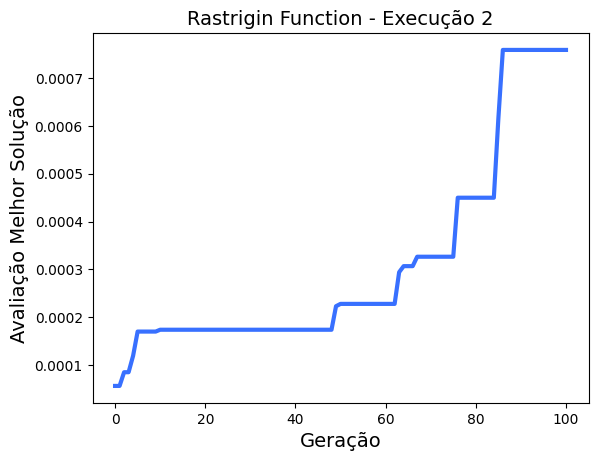 Rastrigin Function - Execução 2
Avaliação Melhor Solução
0.0007
0.0006
0.0005
0.0004
0.0003
0.0002
0.0001
0 20 40 60 80 100
Geração